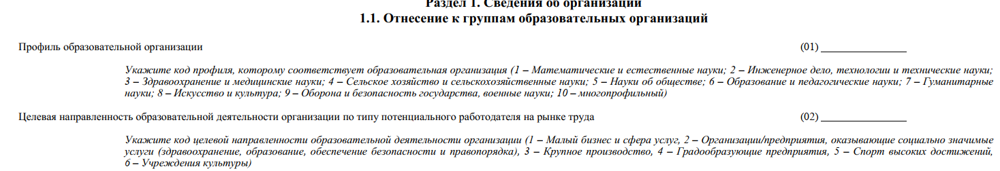 Раздел 1. Сведения об организации
1.1. Отнесение к группам образовательных организаций
Профиль образовательной организации (01) _______________
Укажите код профиля, которому соответствует образовательная организация (1 – Математические и естественные науки; 2 – Инженерное дело, технологии и технические науки;
3 – Здравоохранение и медицинские науки; 4 – Сельское хозяйство и сельскохозяйственные науки; 5 – Науки об обществе; 6 – Образование и педагогические науки; 7 – Гуманитарные
науки; 8 – Искусство и культура; 9 – Оборона и безопасность государства, военные науки; 10 – многопрофильный)
Целевая направленность образовательной деятельности организации по типу потенциального работодателя на рынке труда (02) _______________
Укажите код целевой направленности образовательной деятельности организации (1 – Малый бизнес и сфера услуг, 2 – Организации/предприятия, оказывающие социально значимые
услуги (здравоохранение, образование, обеспечение безопасности и правопорядка), 3 – Крупное производство, 4 – Градообразующие предприятия, 5 – Спорт высоких достижений,
6 – Учреждения культуры)